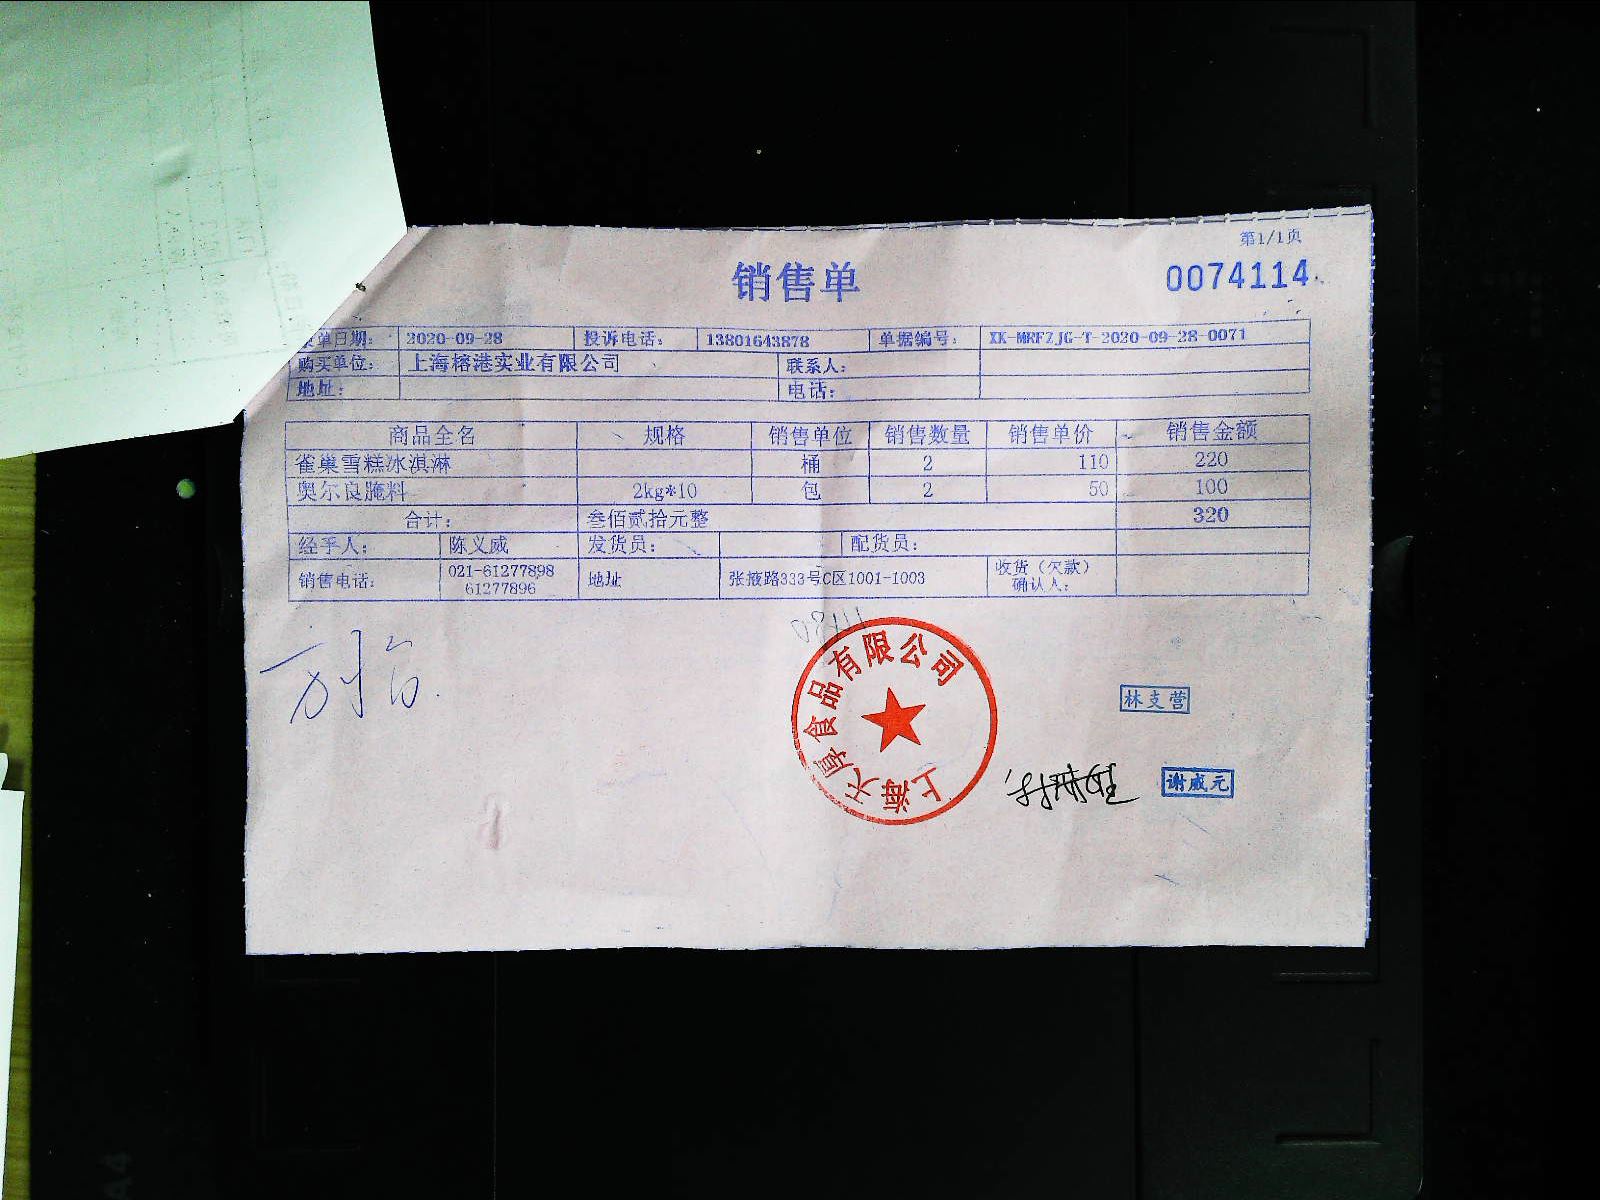 第1/1页
销售单
0074114
单日期： 2020-09-28 投诉电话： 13801643878 单据编号： XK-MRFZJG-T-2020-09-28-0071
购买单位： 上海榕港实业有限公司 联系人：
地址： 电话：
商品全名 规格 销售单位 销售数量 销售单价 销售金额
雀巢雪糕冰淇淋 桶 2 110 220
奥尔良腌料 2kg*10 包 2 50 100
合计： 叁佰贰拾元整 320
经手人： 陈义威 发货员： 配货员：
销售电话： 021-61277898 地址 张掖路333号C区1001-1003 收货（欠款）
61277896 确认人：
上海天厦食品有限公司
林支营
谢威元